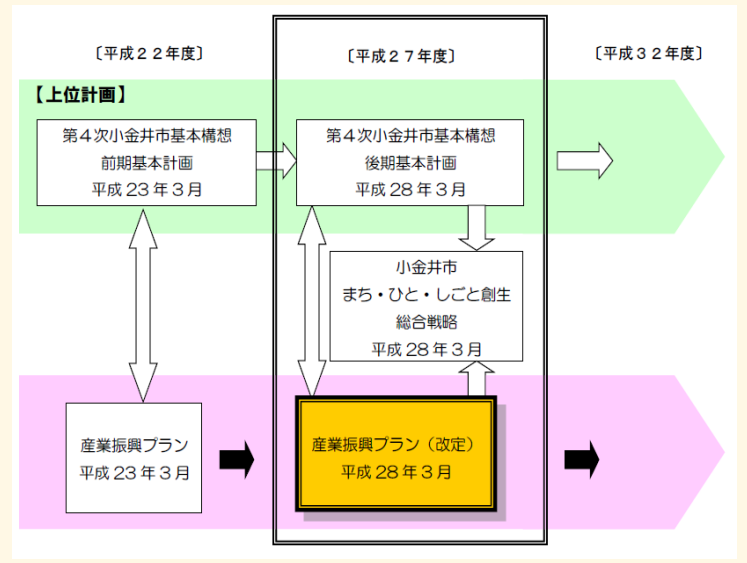 〔平成２２年度〕
〔平成２７年度〕
〔平成３２年度〕
【上位計画】
第４次小金井市基本構想
前期基本計画
平成 23 年３月
第４次小金井市基本構想
後期基本計画
平成 28 年３月
小金井市
まち・ひと・しごと創生
総合戦略
平成 28 年３月
産業振興プラン
平成 23 年３月
産業振興プラン（改定）
平成 28 年３月